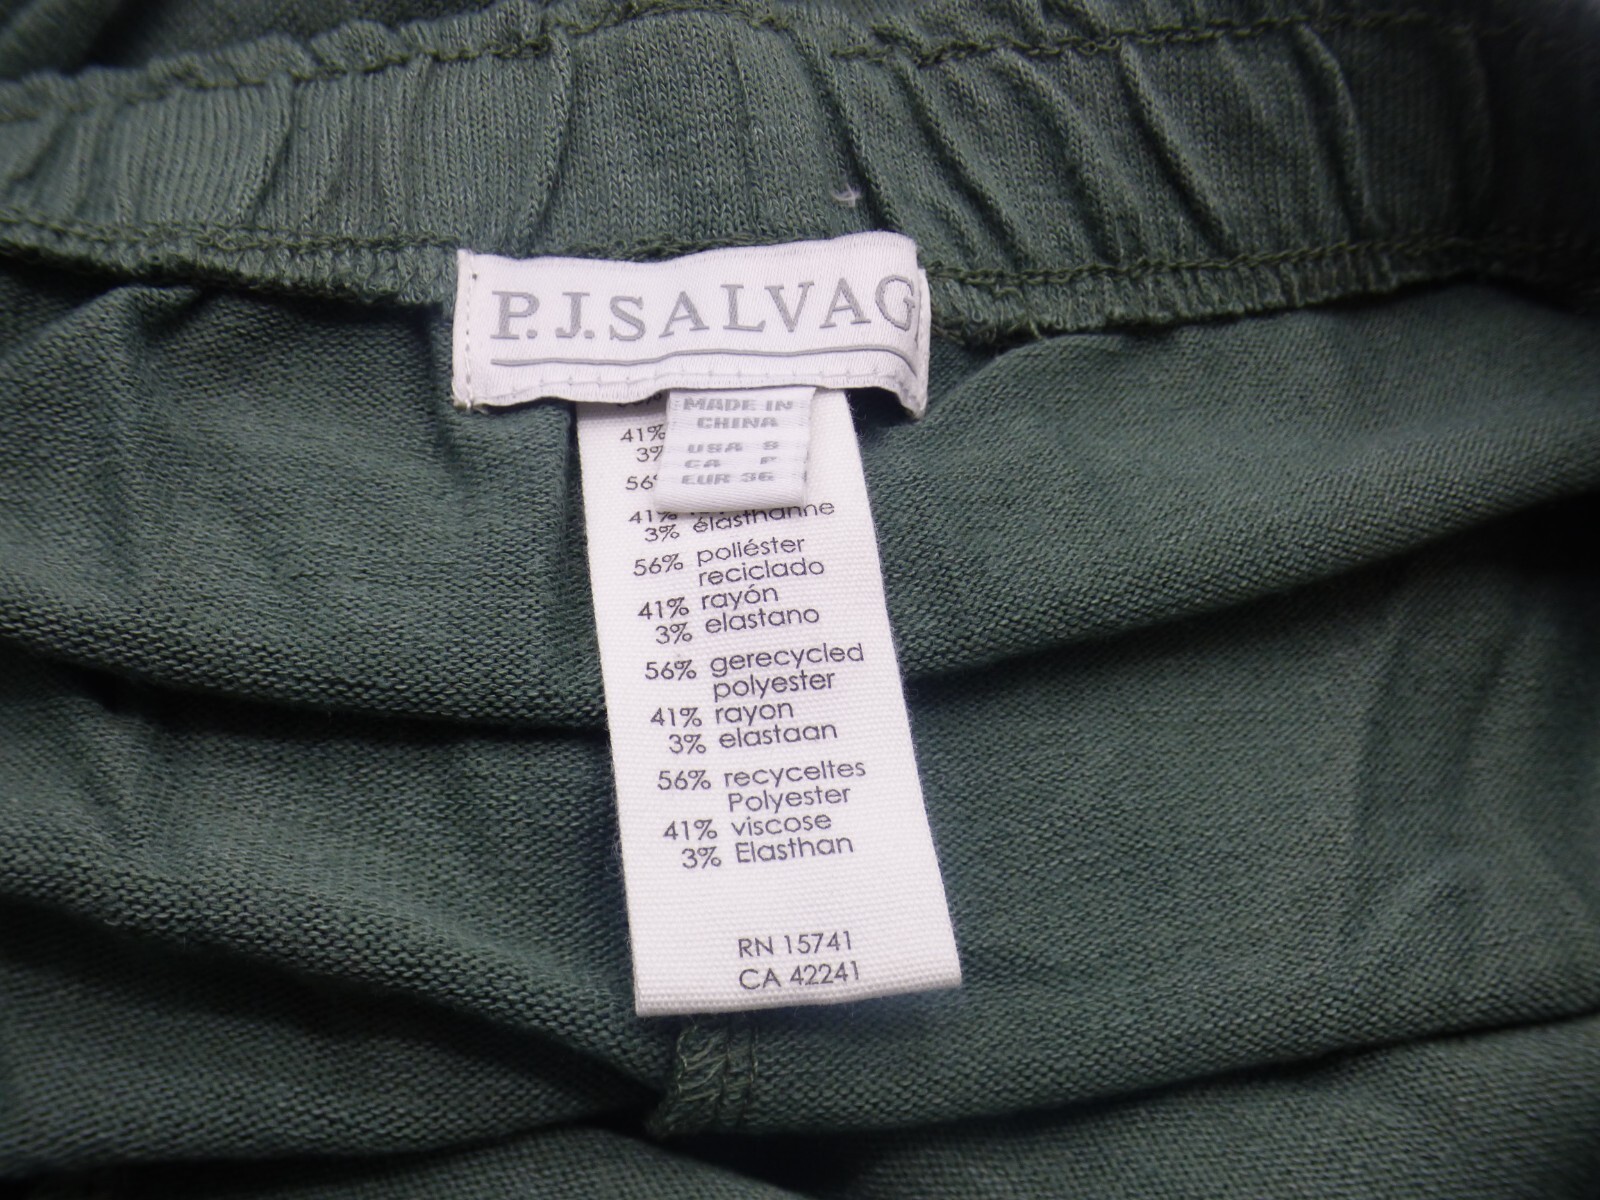 P.J.SALVAG
MADE IN
CHINA
USA S
CA P
EUR 36
41%
3%
56%
41%
3% élasthanne
56% poliéster
reciclado
41% rayón
3% elastano
56% gerecycled
polyester
41% rayon
3% elastaan
56% recyceltes
Polyester
41% viscose
3% Elasthan
RN 15741
CA 42241